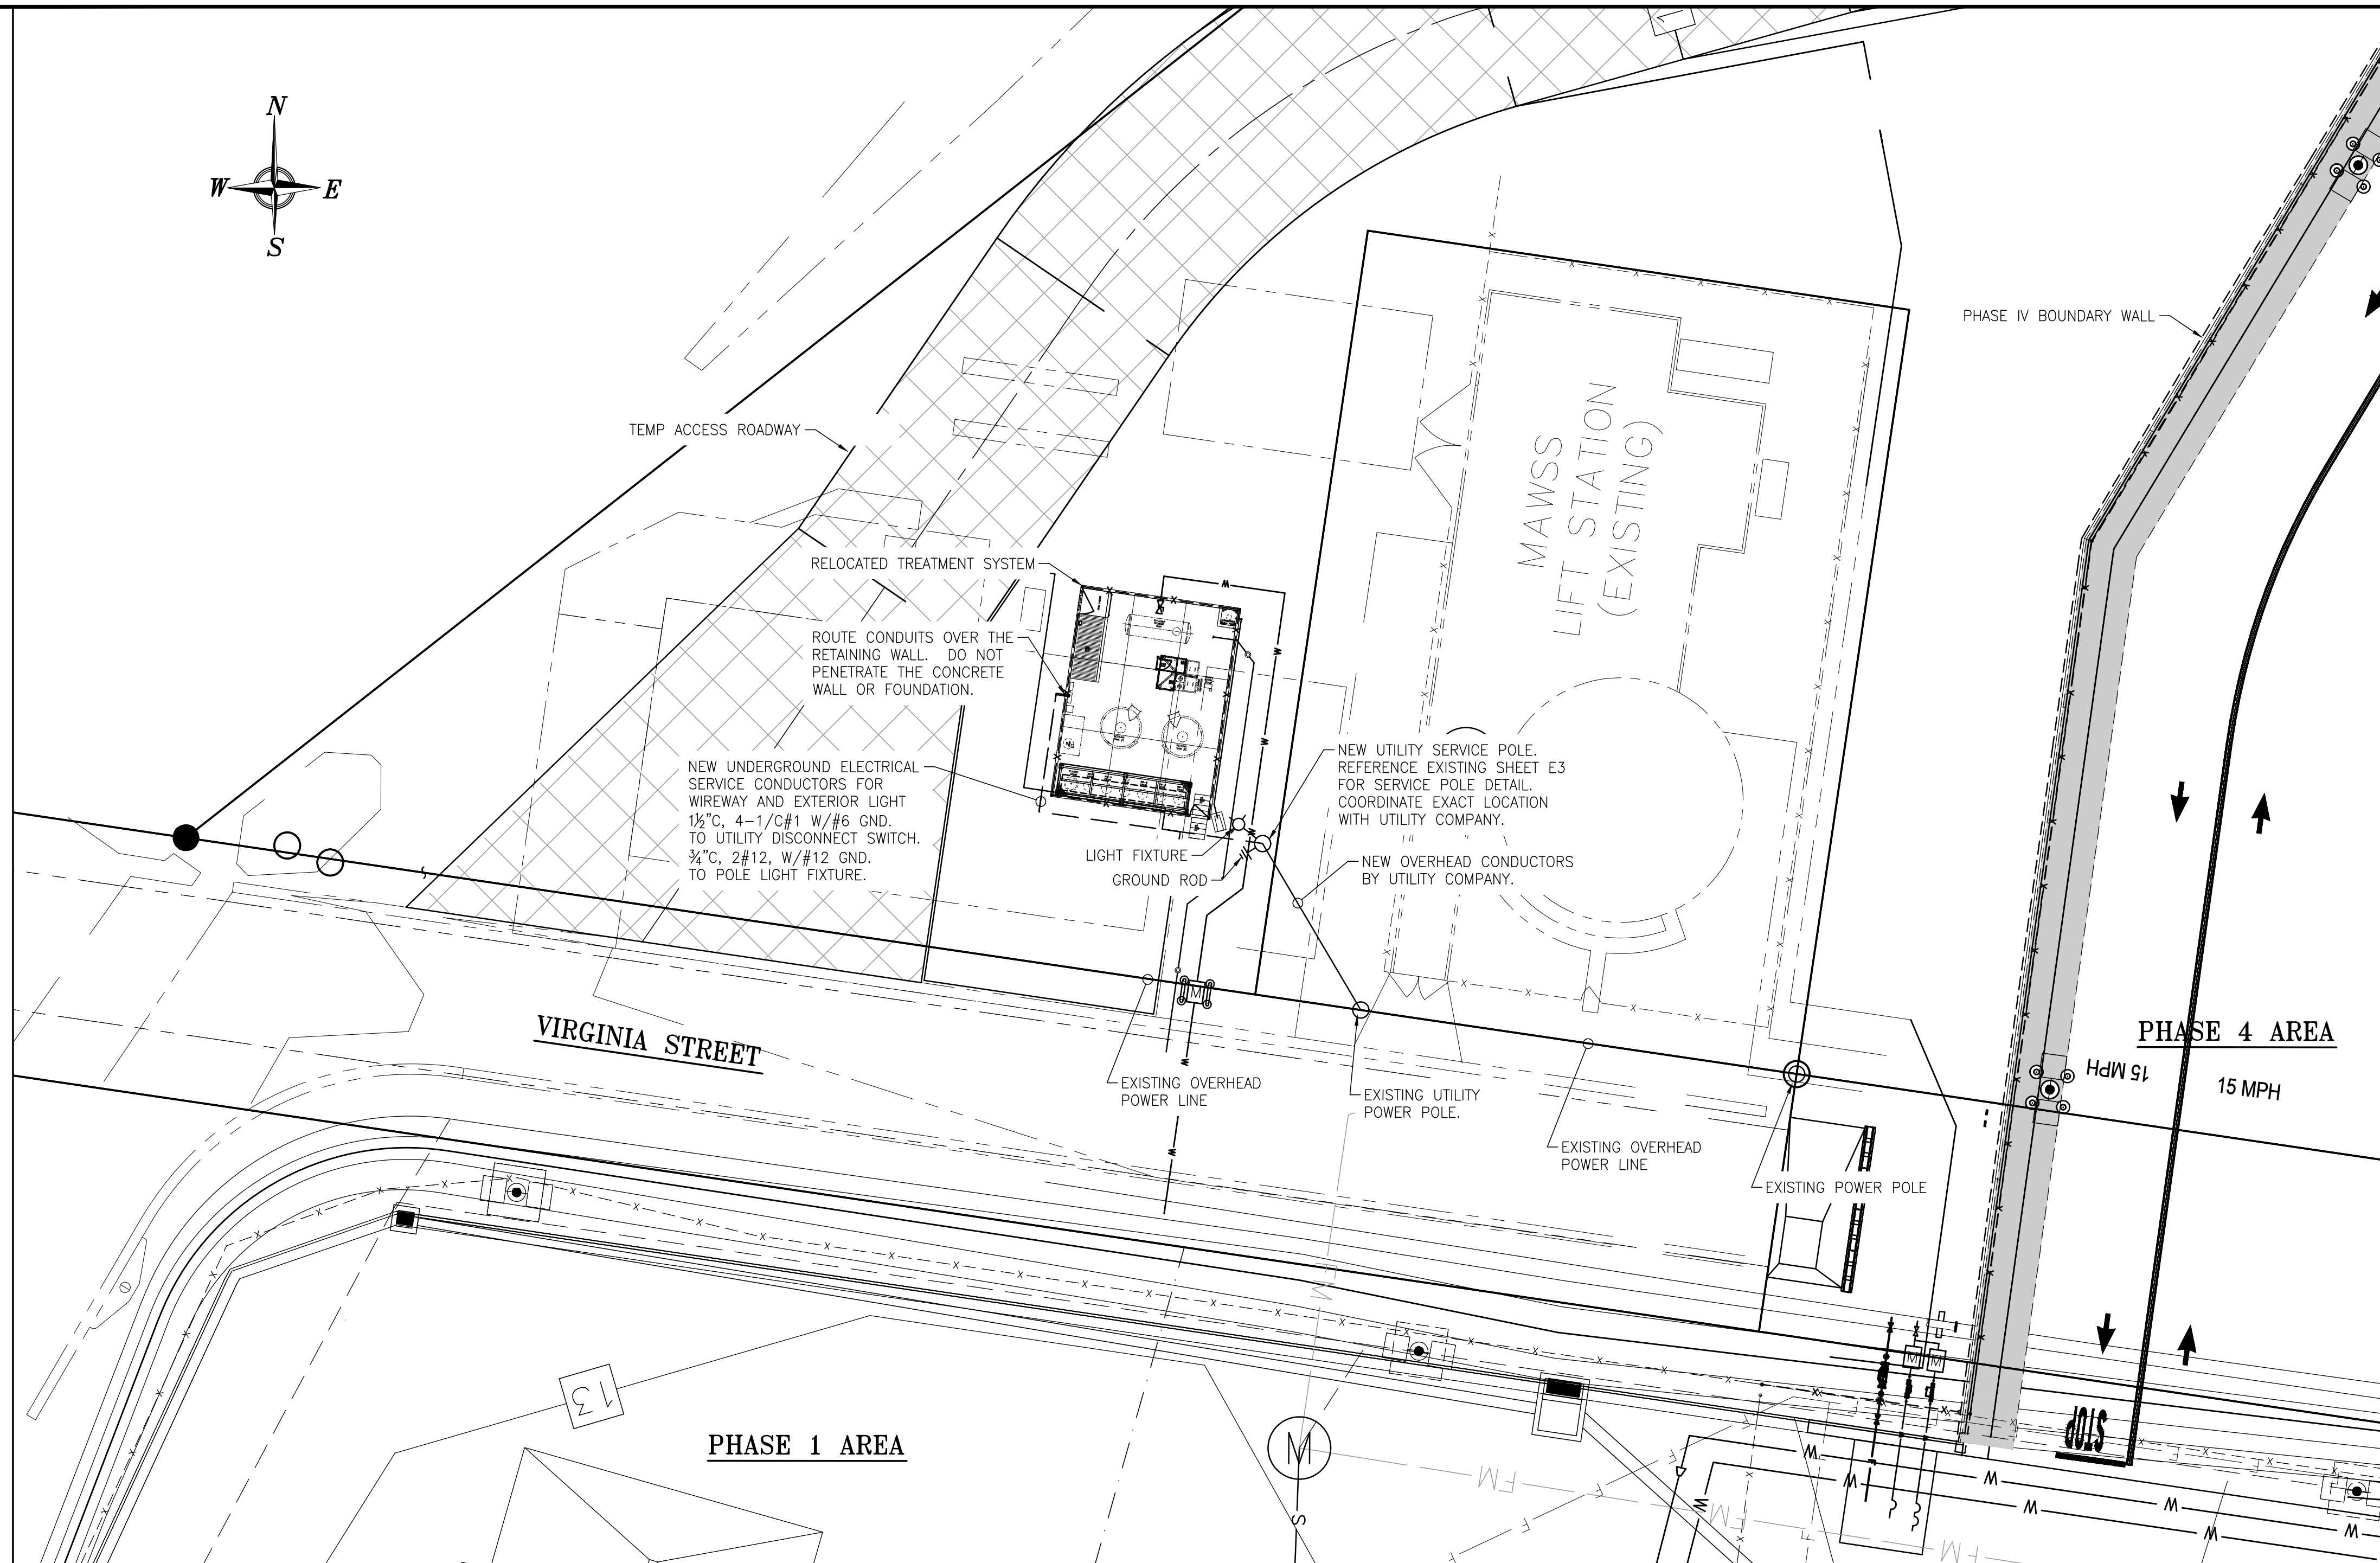 N
W
E
S
PHASE IV BOUNDARY WALL
TEMP ACCESS ROADWAY
MAWSS
LIFT STATION
(EXISTING)
RELOCATED TREATMENT SYSTEM
ROUTE CONDUITS OVER THE
RETAINING WALL. DO NOT
PENETRATE THE CONCRETE
WALL OR FOUNDATION.
NEW UNDERGROUND ELECTRICAL
SERVICE CONDUCTORS FOR
WIREWAY AND EXTERIOR LIGHT
1½"C, 4-1/C#1 W/#6 GND.
TO UTILITY DISCONNECT SWITCH.
¾"C, 2#12, W/#12 GND.
TO POLE LIGHT FIXTURE.
NEW UTILITY SERVICE POLE.
REFERENCE EXISTING SHEET E3
FOR SERVICE POLE DETAIL.
COORDINATE EXACT LOCATION
WITH UTILITY COMPANY.
LIGHT FIXTURE
GROUND ROD
NEW OVERHEAD CONDUCTORS
BY UTILITY COMPANY.
VIRGINIA STREET
M
EXISTING OVERHEAD
POWER LINE
EXISTING UTILITY
POWER POLE.
EXISTING OVERHEAD
POWER LINE
EXISTING POWER POLE
PHASE 4 AREA
15 MPH
15 MPH
13
PHASE 1 AREA
M
S
FM
FM
FM
M
M
STOP
W
W
W
W
W
W
W
W